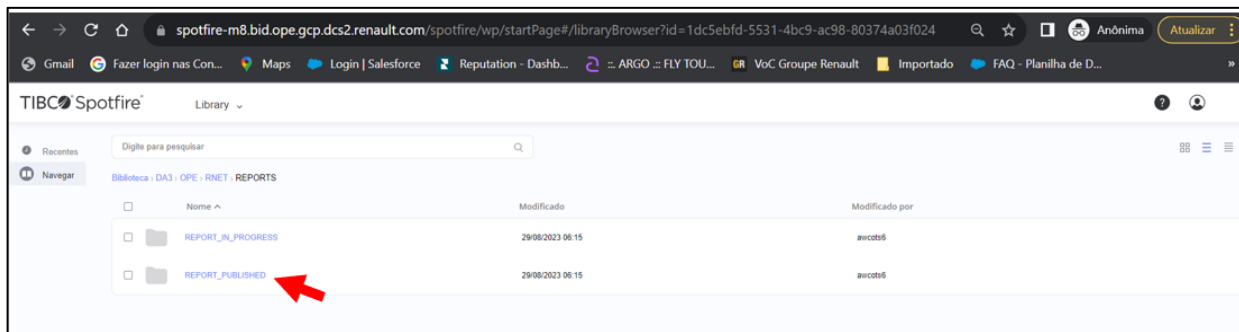 spotfire-m8.bid.ope.gcp.dcs2.renault.com/spotfire/wp/startPage#/libraryBrowser?id=1dc5ebfd-5531-4bc9-ac98-80374a03f024 Anônima Atualizar
Gmail Fazer login nas Con... Maps Login | Salesforce Reputation - Dashb... ::. ARGO .:: FLY TOU... GR VoC Groupe Renault Importado FAQ - Planilha de D... »
TIBCO Spotfire® Library
Recentes Digite para pesquisar
Navegar Biblioteca › DA3 › OPE › RNET › REPORTS
Nome Modificado Modificado por
REPORT_IN_PROGRESS 29/08/2023 06:15 awcots6
REPORT_PUBLISHED 29/08/2023 06:15 awcots6